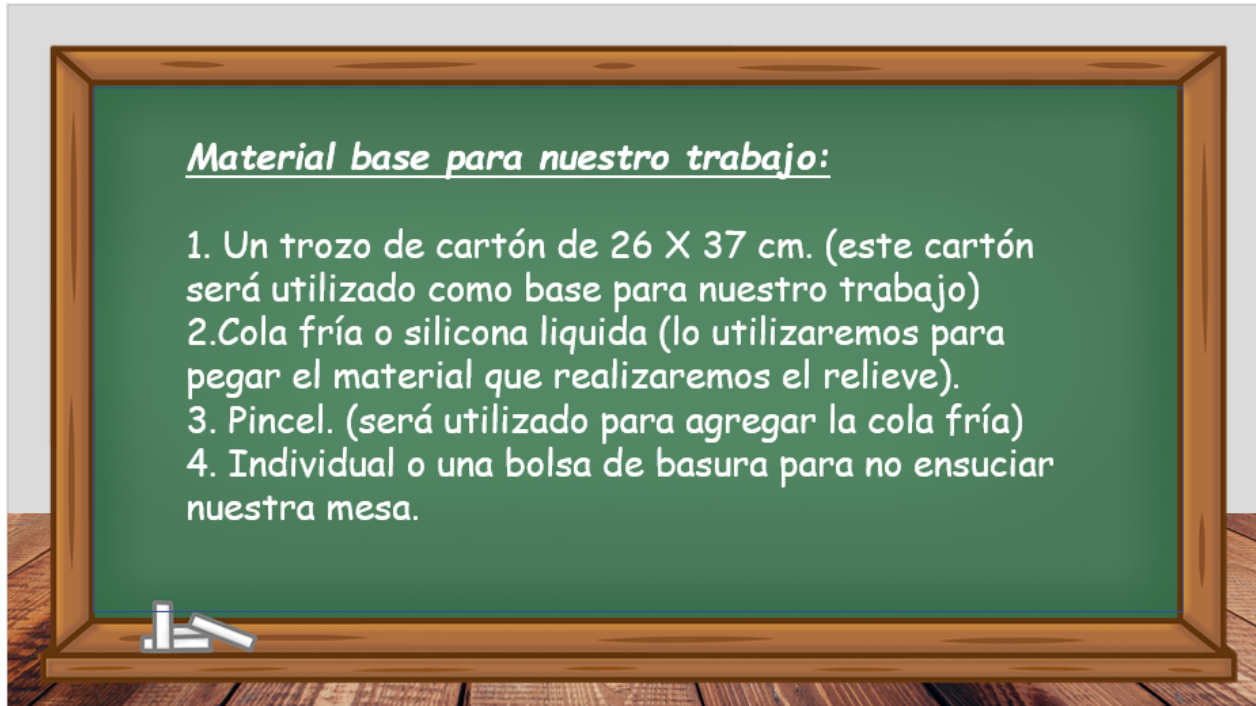 Material base para nuestro trabajo:
1. Un trozo de cartón de 26 X 37 cm. (este cartón
será utilizado como base para nuestro trabajo)
2.Cola fría o silicona liquida (lo utilizaremos para
pegar el material que realizaremos el relieve).
3. Pincel. (será utilizado para agregar la cola fría)
4. Individual o una bolsa de basura para no ensuciar
nuestra mesa.